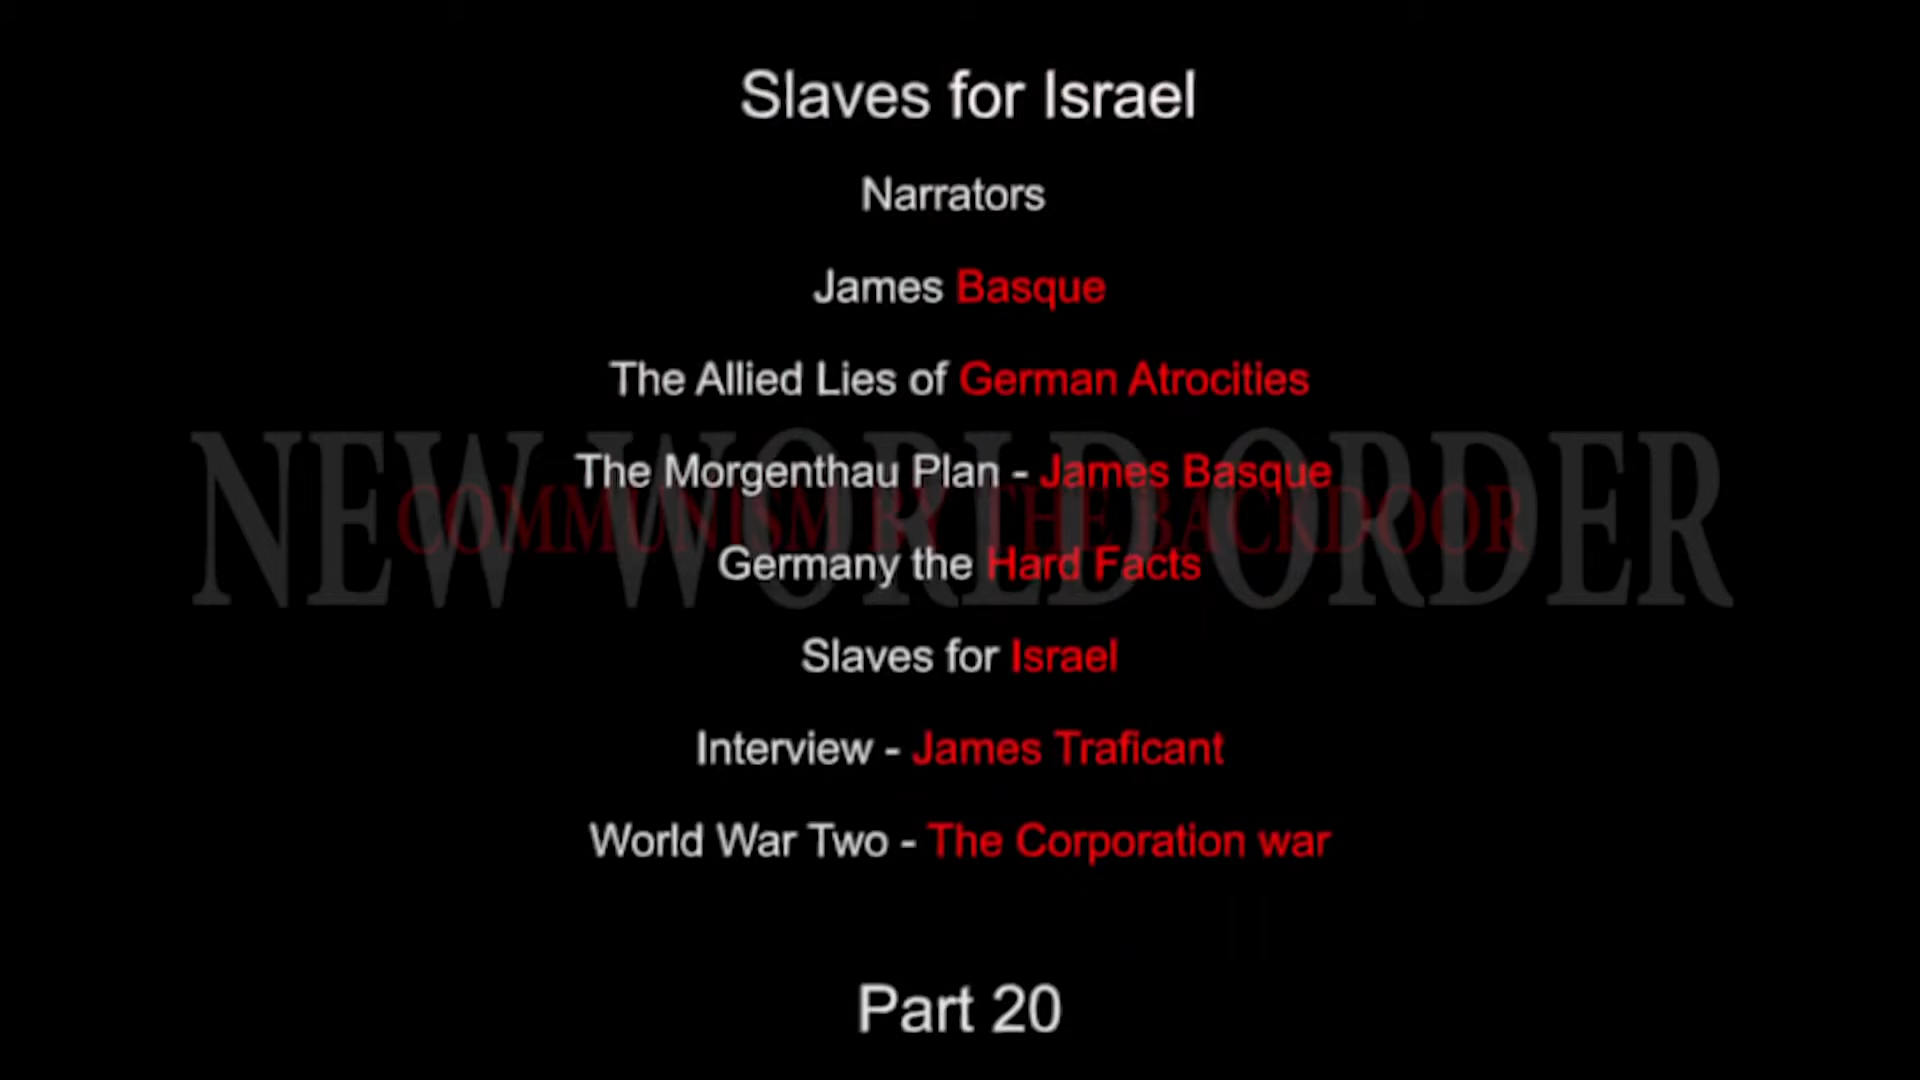 Slaves for Israel
Narrators
James Basque
The Allied Lies of German Atrocities
NEW WORLD ORDER
The Morgenthau Plan - James Basque
COMMUNISM BY THE BACKDOOR
Germany the Hard Facts
Slaves for Israel
Interview - James Traficant
World War Two - The Corporation war
Part 20